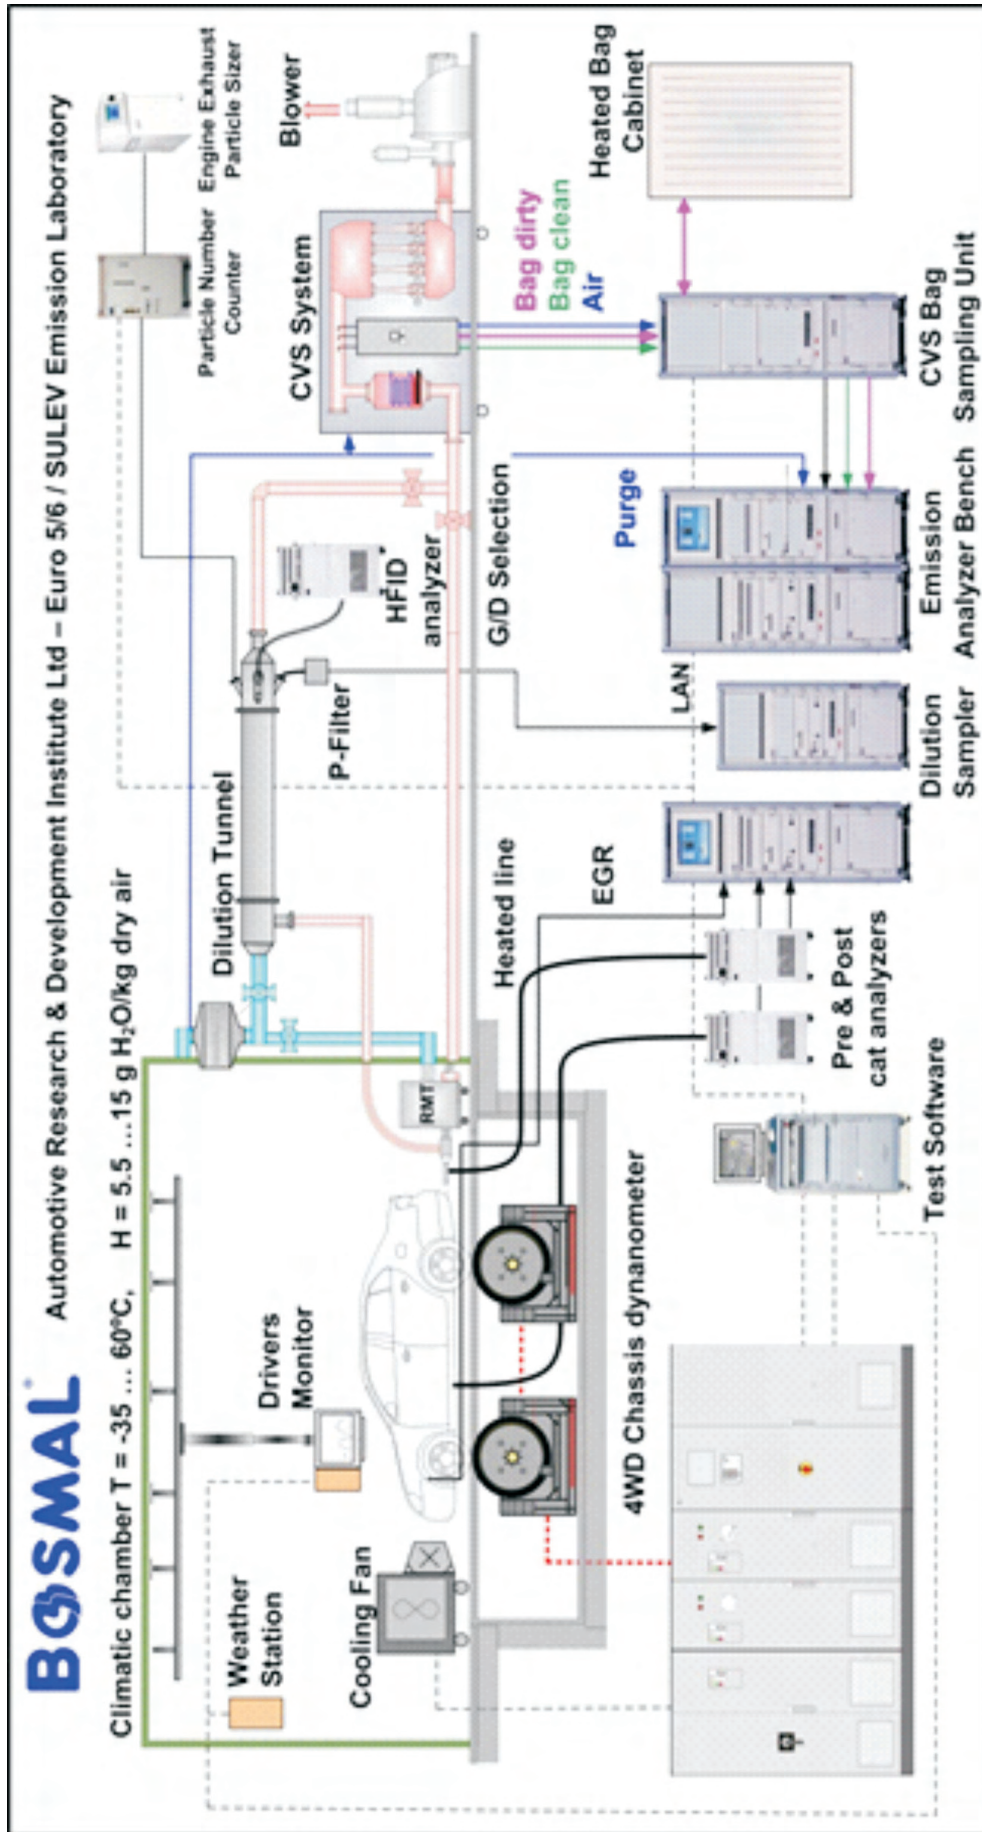 BOSMAL
Automotive Research & Development Institute Ltd – Euro 5/6 / SULEV Emission Laboratory
Climatic chamber T = -35 ... 60°C, H = 5.5 ...15 g H₂O/kg dry air
Weather
Station
Drivers
Monitor
Cooling Fan
RMT
Dilution Tunnel
P-Filter
HFID
analyzer
Particle Number
Counter
Engine Exhaust
Particle Sizer
CVS System
Blower
Heated line
EGR
G/D Selection
LAN
Purge
Bag dirty
Bag clean
Air
Heated Bag
Cabinet
4WD Chassis dynanometer
Test Software
Pre & Post
cat analyzers
Dilution
Sampler
Emission
Analyzer Bench
CVS Bag
Sampling Unit